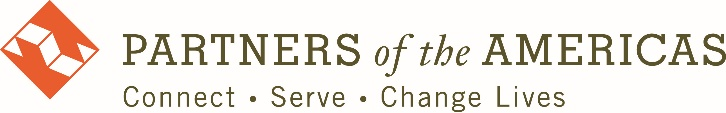 PARTNERS of the AMERICAS
Connect • Serve • Change Lives